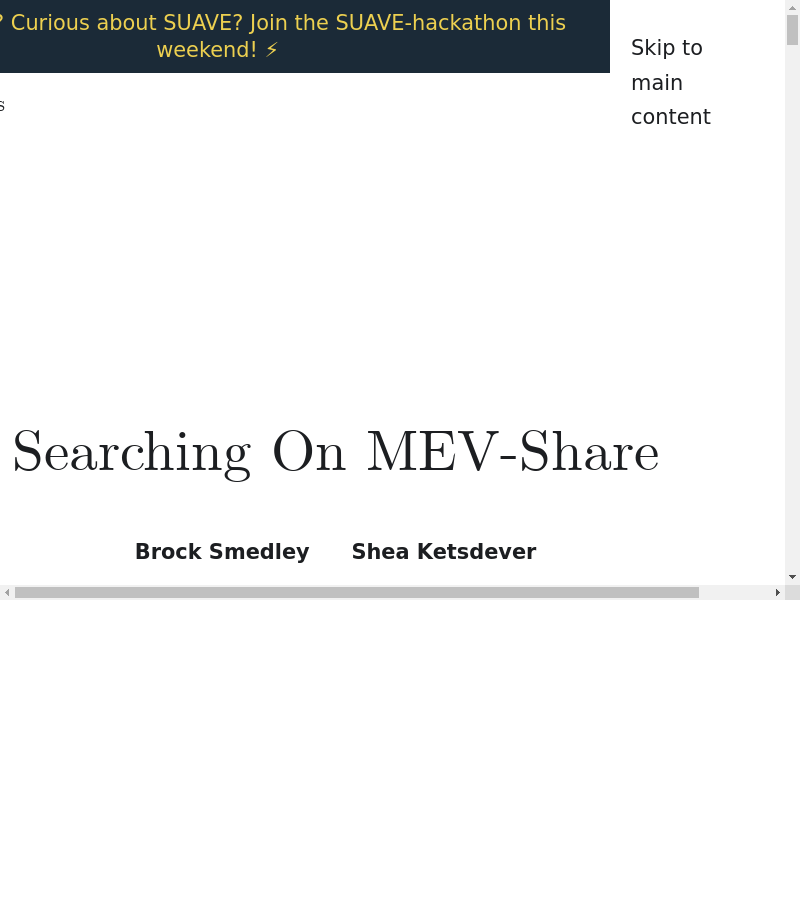 ? Curious about SUAVE? Join the SUAVE-hackathon this
weekend! ⚡
Skip to
main
content
s
Searching On MEV-Share
Brock Smedley Shea Ketsdever